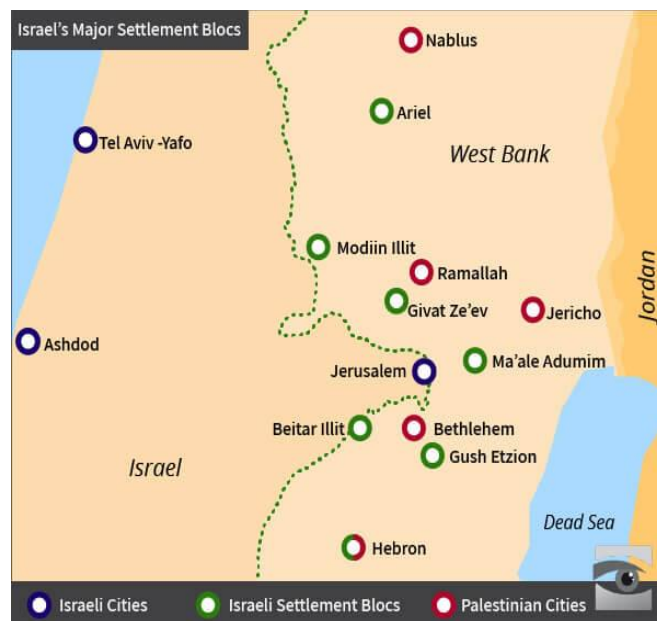 Israel's Major Settlement Blocs
Nablus
Ariel
Tel Aviv -Yafo
West Bank
Modiin Illit
Ramallah
Jordan
Givat Ze'ev
Jericho
Ashdod
Ma'ale Adumim
Jerusalem
Beitar Illit
Bethlehem
Gush Etzion
Israel
Dead Sea
Hebron
Israeli Cities
Israeli Settlement Blocs
Palestinian Cities